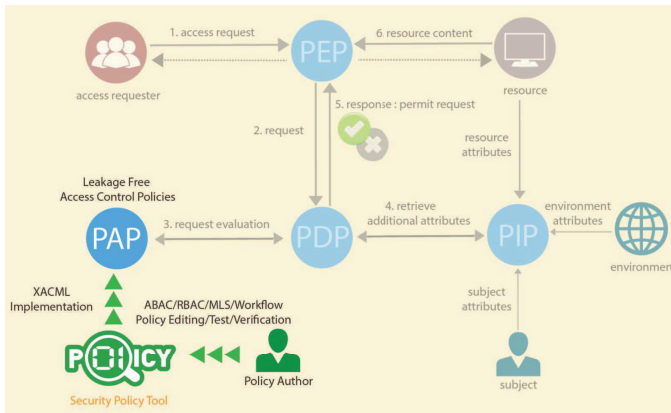 1. access request
PEP
6. resource content
access requester
resource
5. response : permit request
2. request
resource
attributes
Leakage Free
Access Control Policies
PAP
3. request evaluation
PDP
4. retrieve
additional attributes
PIP
environment
attributes
environment
XACML
Implementation
ABAC/RBAC/MLS/Workflow
Policy Editing/Test/Verification
subject
attributes
POLICY
Policy Author
Security Policy Tool
subject